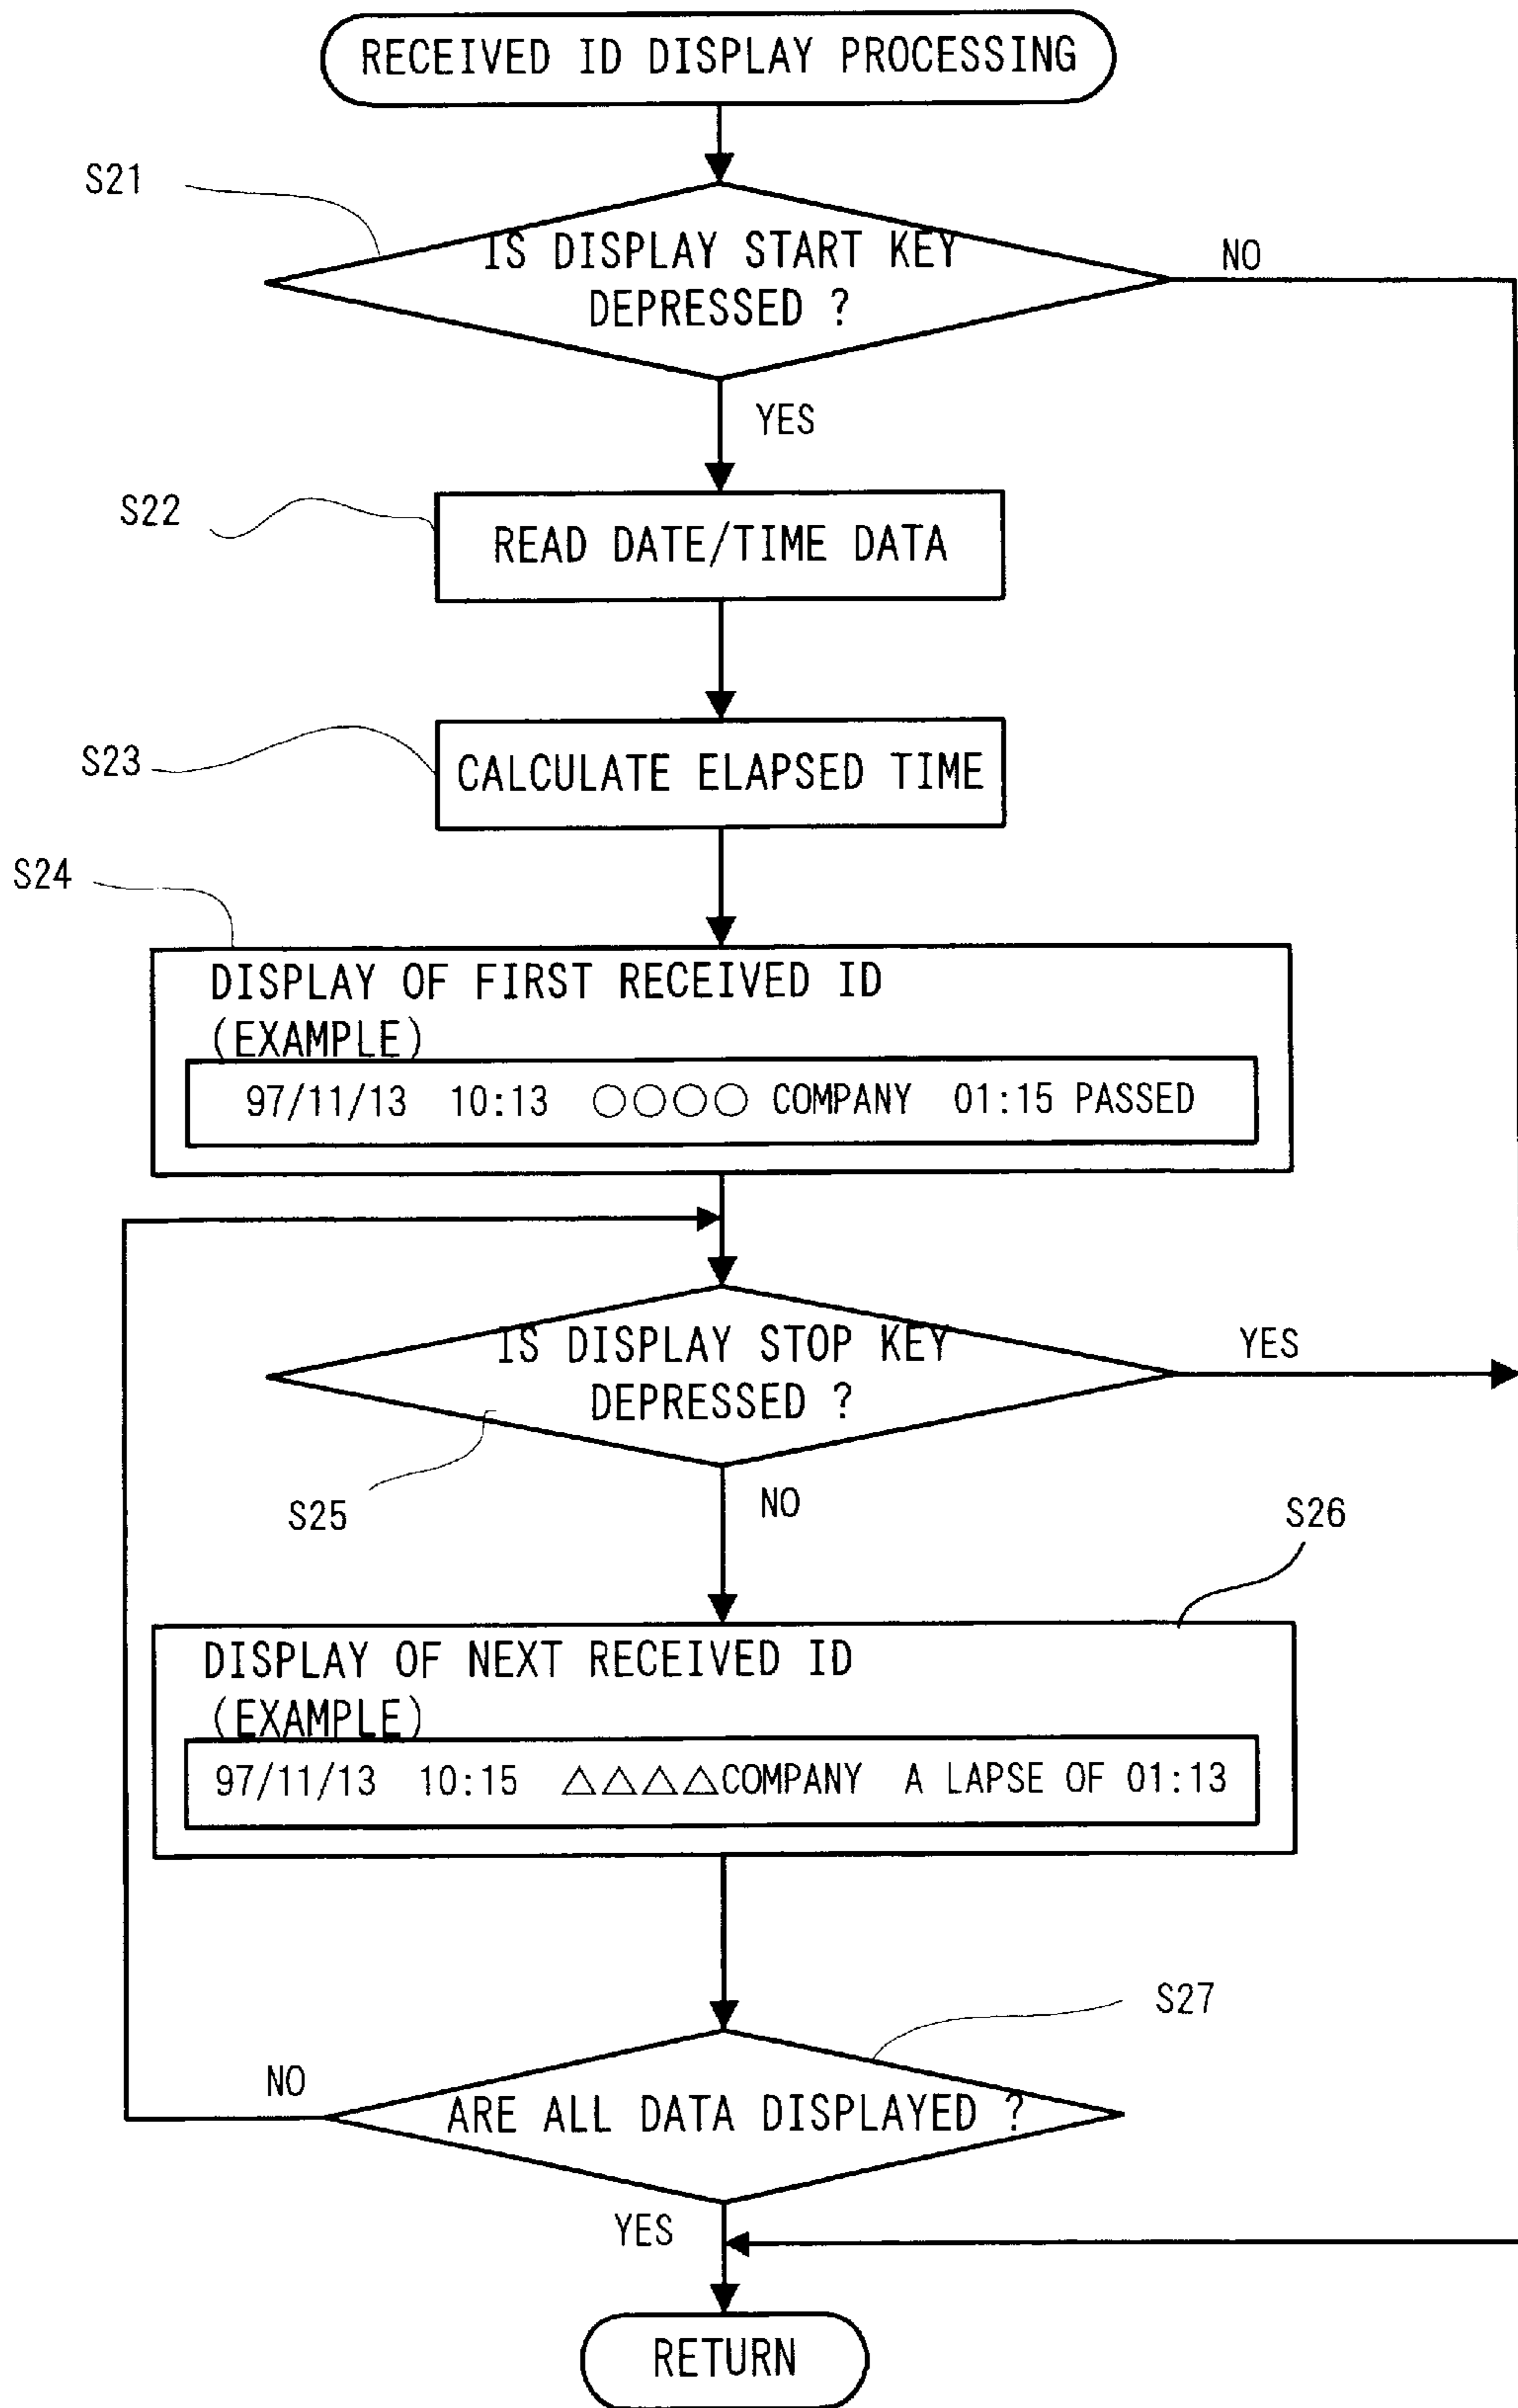 RECEIVED ID DISPLAY PROCESSING
S21
IS DISPLAY START KEY
DEPRESSED ?
NO
YES
S22
READ DATE/TIME DATA
S23
CALCULATE ELAPSED TIME
S24
DISPLAY OF FIRST RECEIVED ID
(EXAMPLE)
97/11/13 10:13 ○○○○ COMPANY 01:15 PASSED
IS DISPLAY STOP KEY
DEPRESSED ?
YES
S25
NO
S26
DISPLAY OF NEXT RECEIVED ID
(EXAMPLE)
97/11/13 10:15 △△△△COMPANY A LAPSE OF 01:13
S27
NO
ARE ALL DATA DISPLAYED ?
YES
RETURN